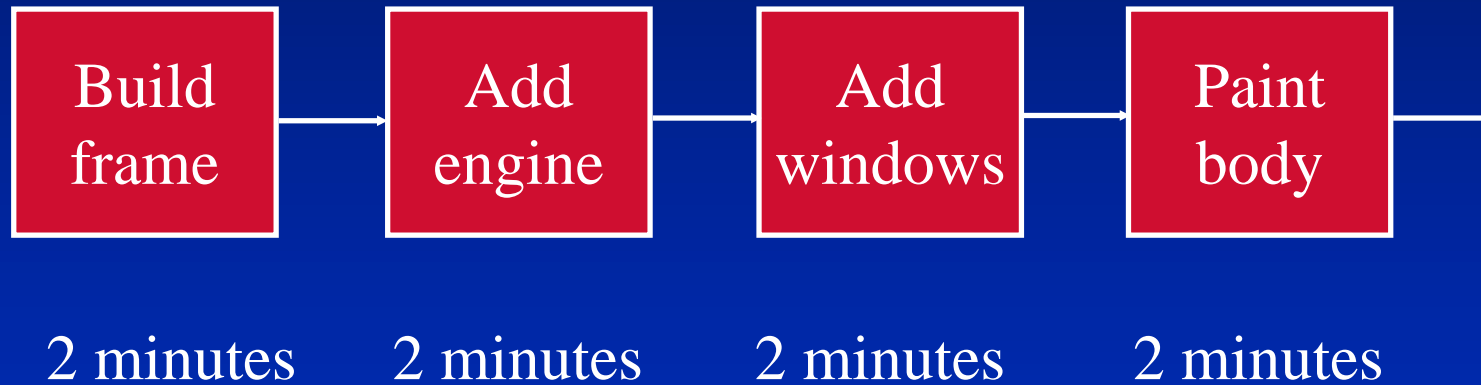 Build
frame
Add
engine
Add
windows
Paint
body
2 minutes
2 minutes
2 minutes
2 minutes